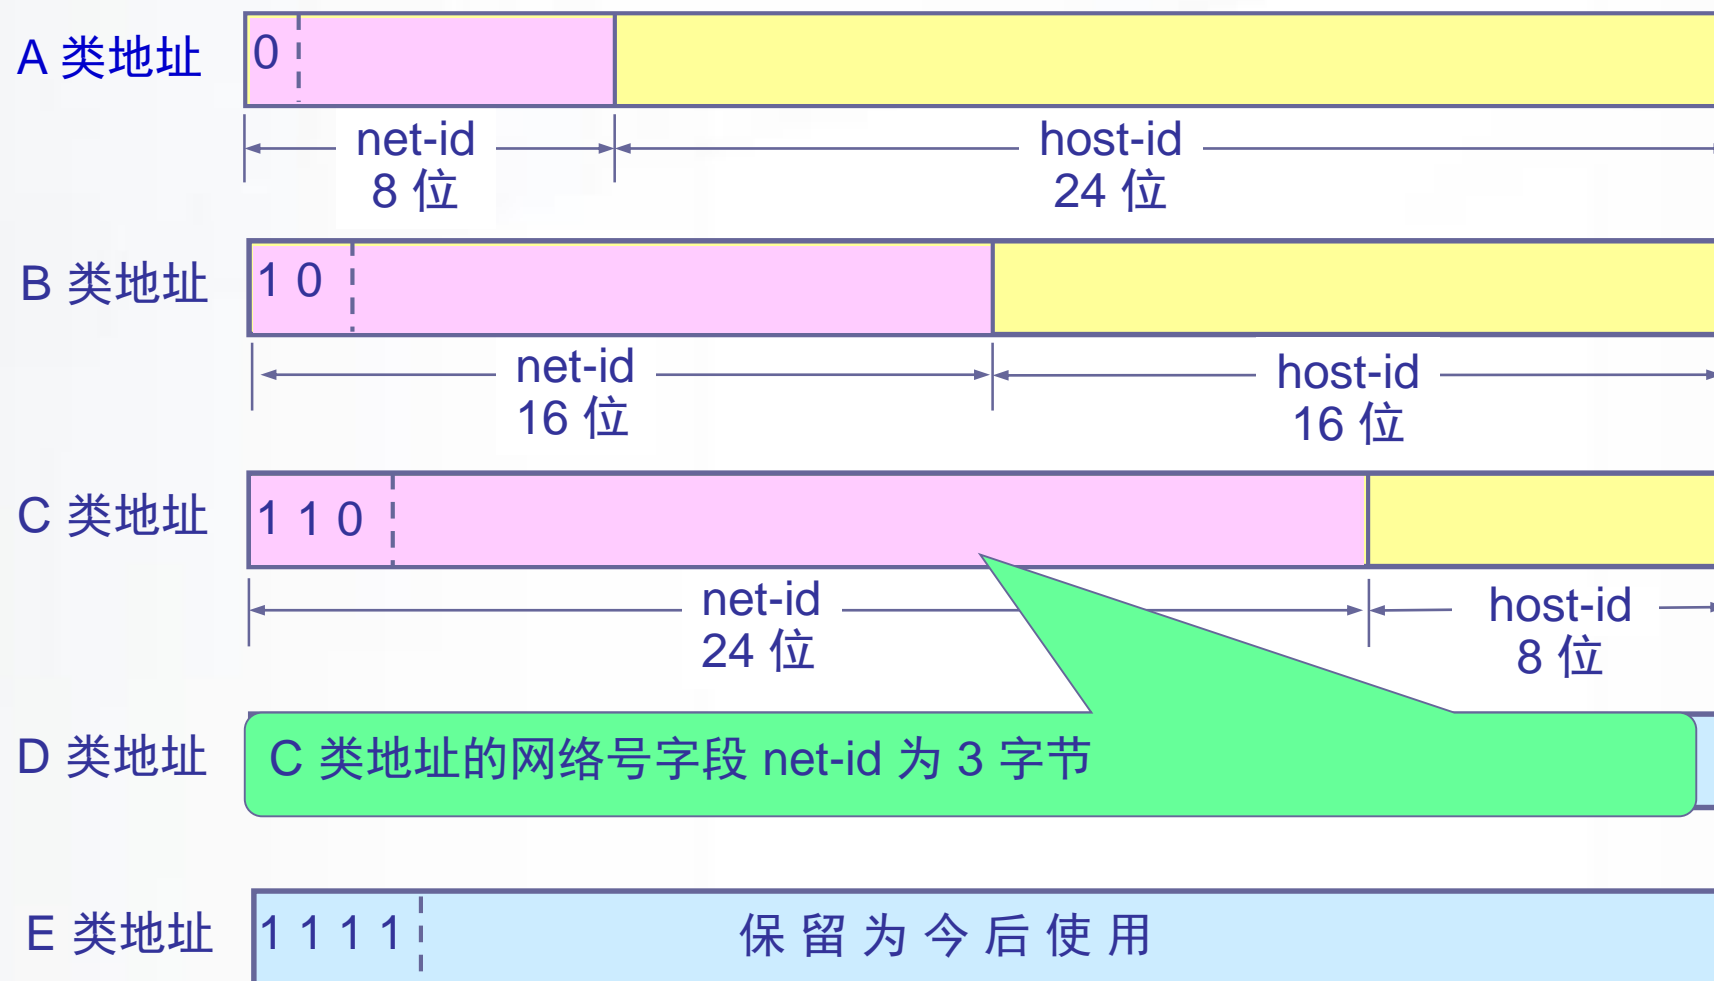 A 类地址
0
net-id
8 位
host-id
24 位
B 类地址
1 0
net-id
16 位
host-id
16 位
C 类地址
1 1 0
net-id
24 位
host-id
8 位
D 类地址
C 类地址的网络号字段 net-id 为 3 字节
E 类地址
1 1 1 1
保 留 为 今 后 使 用